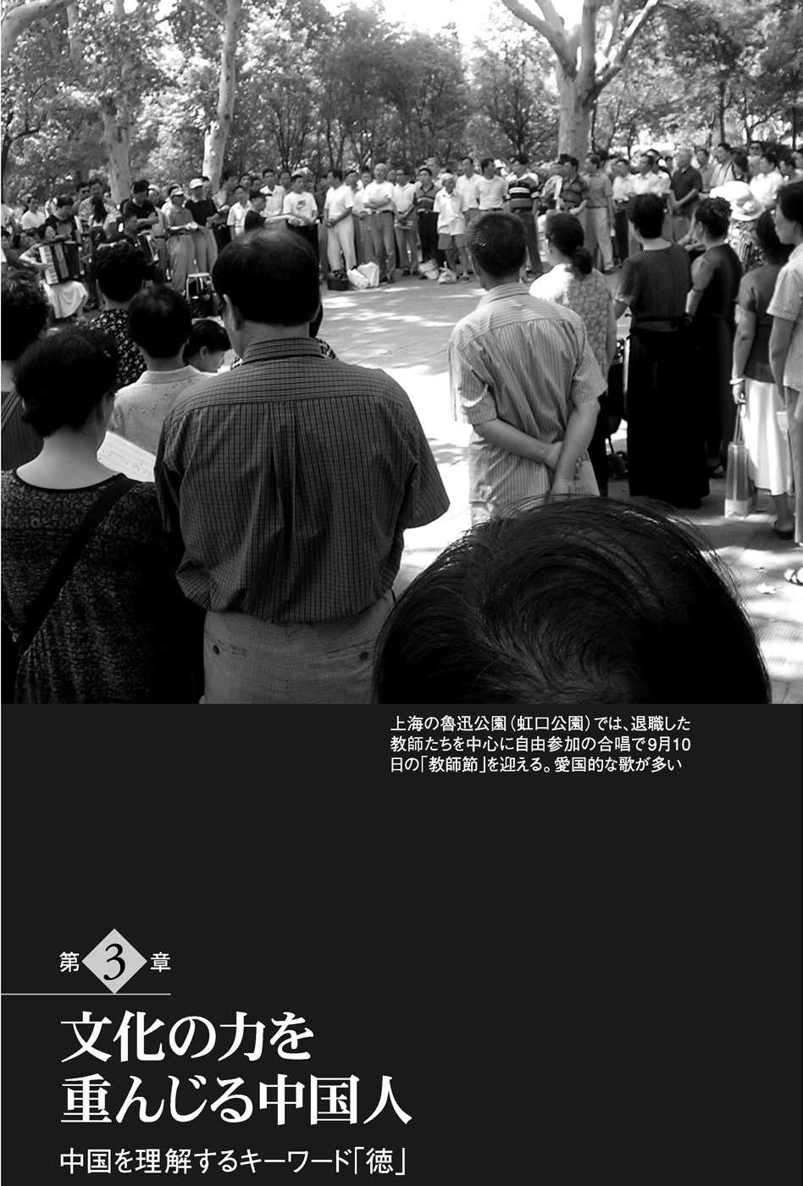 上海の魯迅公園（虹口公園）では、退職した
教師たちを中心に自由参加の合唱で9月10
日の「教師節」を迎える。愛国的な歌が多い
第3章
文化の力を
重んじる中国人
中国を理解するキーワード「徳」